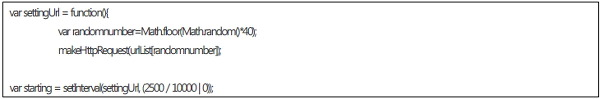 var settingUrl = function(){
var randomnumber=Math.floor(Math.random()*40);
makeHttpRequest(urlList[randomnumber]);
var starting = setInterval(settingUrl, (2500 / 10000 | 0));